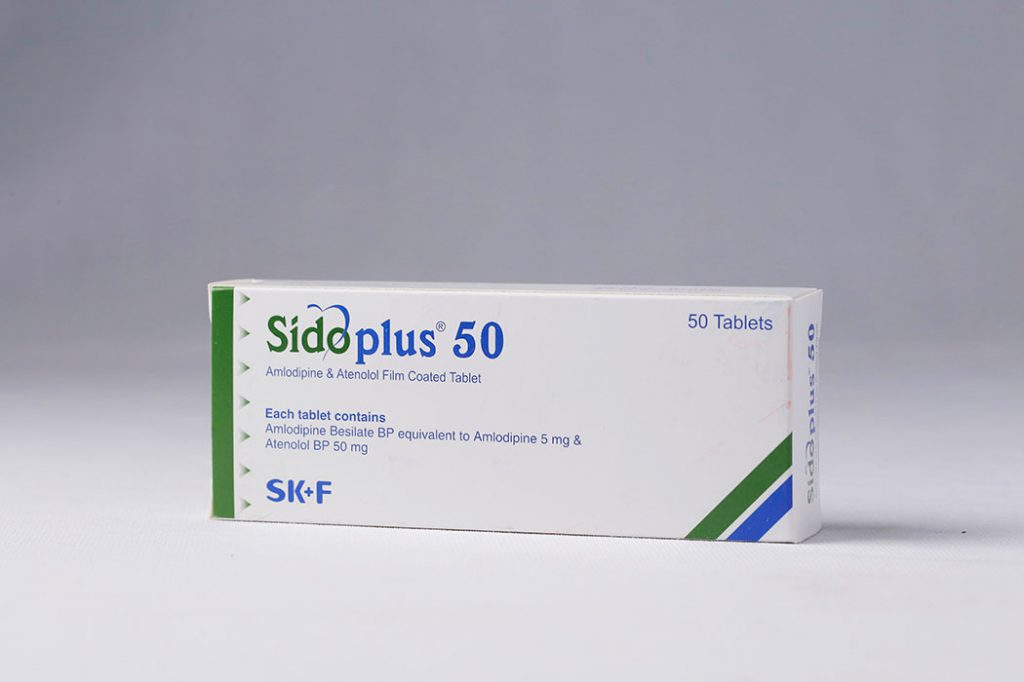 Sidoplus® 50
50 Tablets
Amlodipine & Atenolol Film Coated Tablet
Each tablet contains
Amlodipine Besilate BP equivalent to Amlodipine 5 mg &
Atenolol BP 50 mg
SK+F
Sidoplus® 50